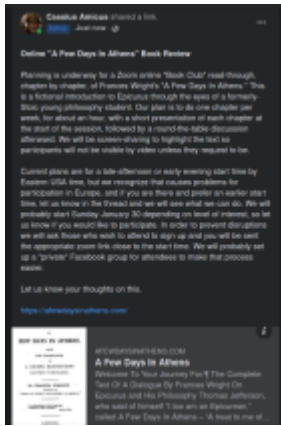 Cassius Amicus shared a link.
Admin · Just now ·
Online "A Few Days In Athens" Book Review
Planning is underway for a Zoom online "Book Club" read-through,
chapter by chapter, of Frances Wright's "A Few Days In Athens." This
is a fictional introduction to Epicurus through the eyes of a formerly-
Stoic young philosophy student. Our plan is to do one chapter per
week, for about an hour, with a short presentation of each chapter at
the start of the session, followed by a round-the-table discussion
afterward. We will be screen-sharing to highlight the text so
participants will not be visible by video unless they request to be.
Current plans are for a late-afternoon or early evening start time by
Eastern USA time, but we recognize that causes problems for
participation in Europe, and if you are there and prefer an earlier start
time, let us know in the thread and we will see what we can do. We will
probably start Sunday January 30 depending on level of interest, so let
us know if you would like to participate. In order to prevent disruptions
we will ask those who wish to attend to sign up and you will be sent
the appropriate zoom link close to the start time. We will probably set
up a "private" Facebook group for attendees to make that process
easier.
Let us know your thoughts on this.
https://afewdaysinathens.com/
FEW DAYS IN ATHENS
AFEWDAYSINATHENS.COM
A Few Days In Athens
Welcome To Your Journey For ¶ The Complete
Text Of A Dialogue By Frances Wright On
Epicurus and His Philosophy Thomas Jefferson,
who said of himself "I too am an Epicurean,"
called A Few Days In Athens – "A treat to me of...